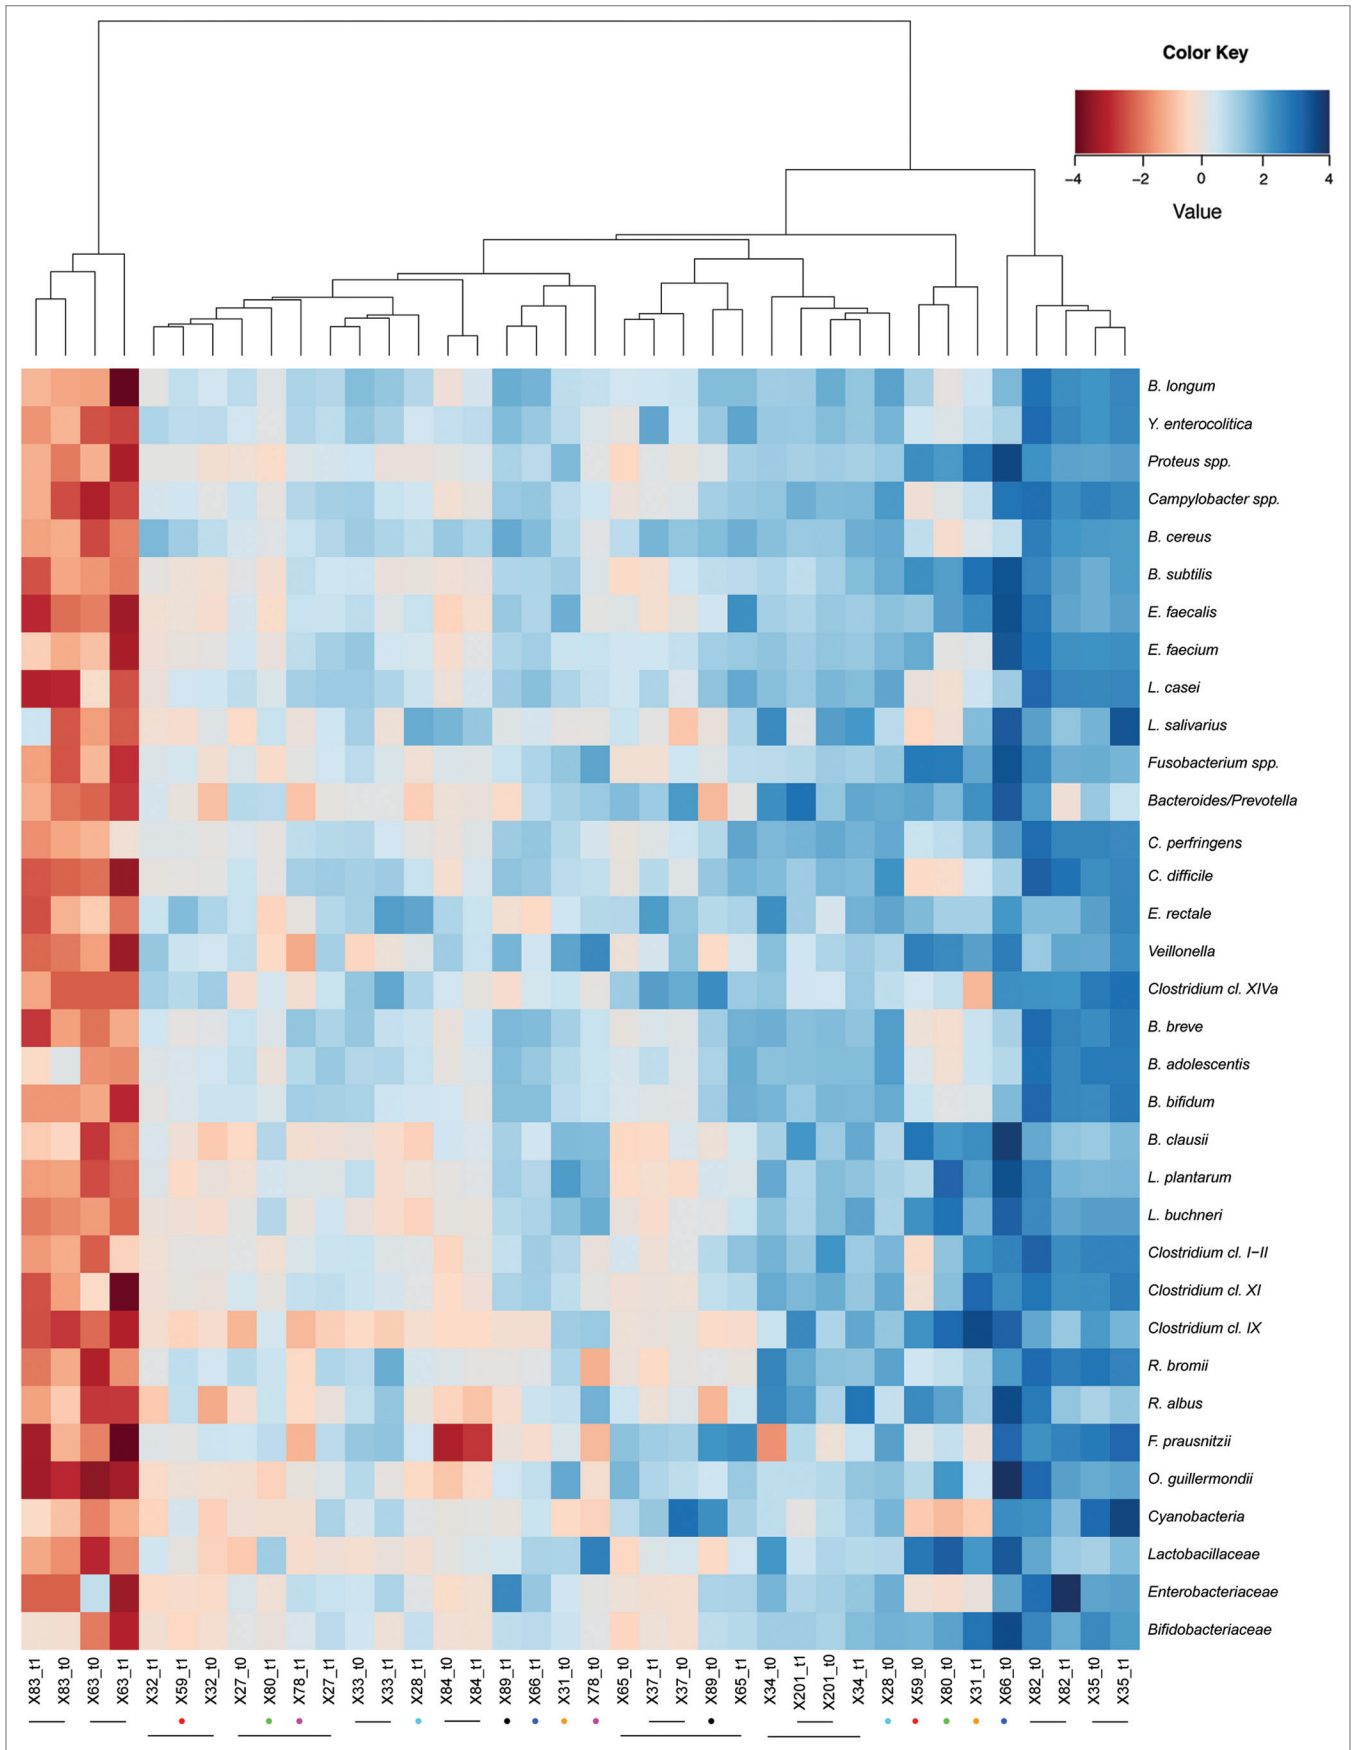 Color Key
−4 −2 0 2 4
Value
B. longum
Y. enterocolitica
Proteus spp.
Campylobacter spp.
B. cereus
B. subtilis
E. faecalis
E. faecium
L. casei
L. salivarius
Fusobacterium spp.
Bacteroides/Prevotella
C. perfringens
C. difficile
E. rectale
Veillonella
Clostridium cl. XIVa
B. breve
B. adolescentis
B. bifidum
B. clausii
L. plantarum
L. buchneri
Clostridium cl. I−II
Clostridium cl. XI
Clostridium cl. IX
R. bromii
R. albus
F. prausnitzii
O. guillermondii
Cyanobacteria
Lactobacillaceae
Enterobacteriaceae
Bifidobacteriaceae
X83_t1
X83_t0
X63_t0
X63_t1
X32_t1
X59_t1
X32_t0
X27_t0
X80_t1
X78_t1
X27_t1
X33_t0
X33_t1
X28_t1
X84_t0
X84_t1
X89_t1
X66_t1
X31_t0
X78_t0
X65_t0
X37_t1
X37_t0
X89_t0
X65_t1
X34_t0
X201_t1
X201_t0
X34_t1
X28_t0
X59_t0
X80_t0
X31_t1
X66_t0
X82_t0
X82_t1
X35_t0
X35_t1